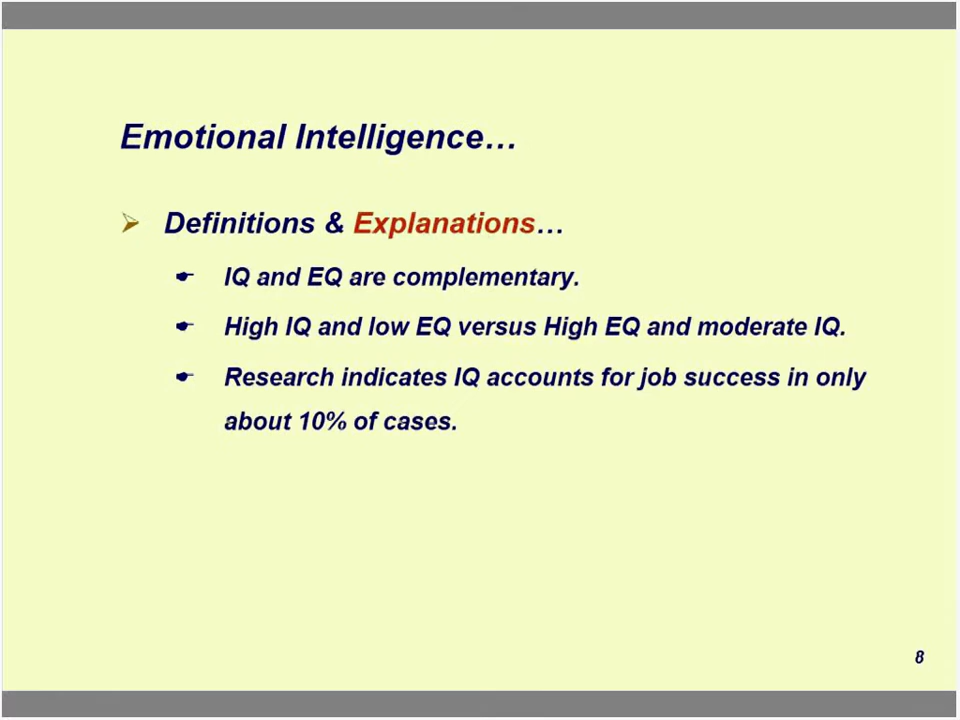 Emotional Intelligence…
Definitions & Explanations…
IQ and EQ are complementary.
High IQ and low EQ versus High EQ and moderate IQ.
Research indicates IQ accounts for job success in only
about 10% of cases.
8